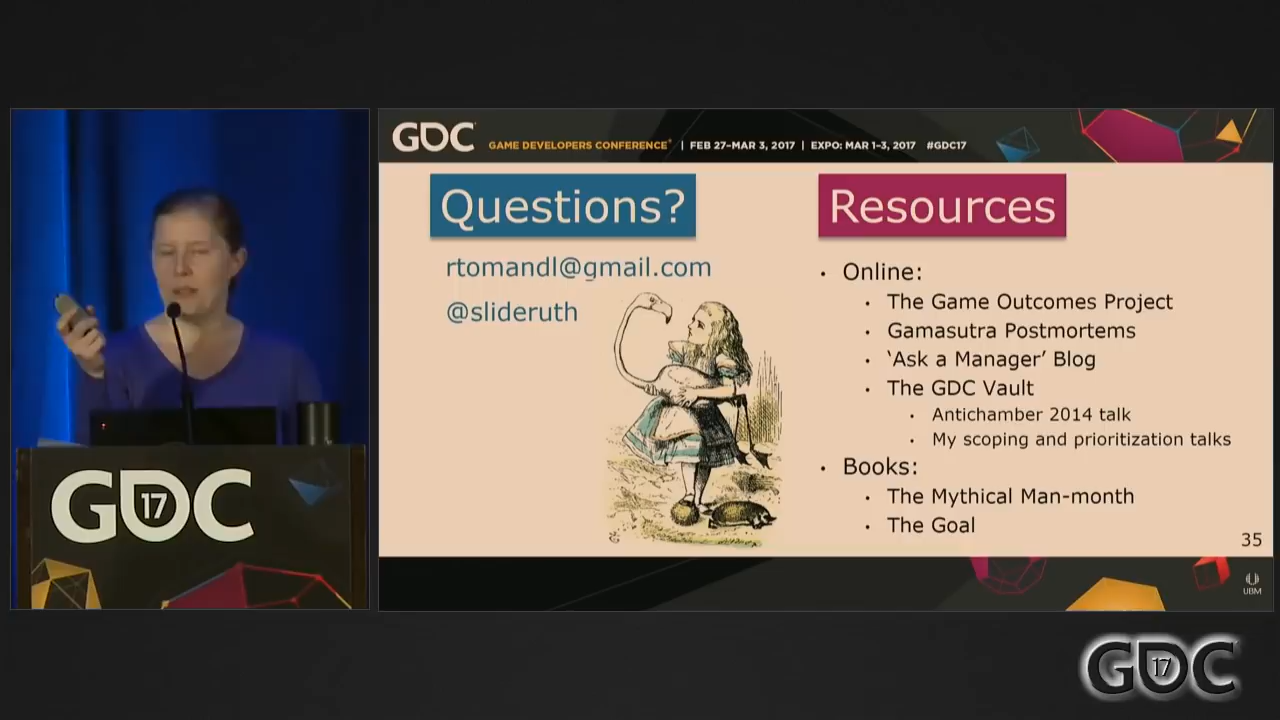 GDC
GAME DEVELOPERS CONFERENCE® | FEB 27–MAR 3, 2017 | EXPO: MAR 1–3, 2017 #GDC17
Questions?
rtomandl@gmail.com
@slideruth
Resources
• Online:
• The Game Outcomes Project
• Gamasutra Postmortems
• ‘Ask a Manager’ Blog
• The GDC Vault
• Antichamber 2014 talk
• My scoping and prioritization talks
• Books:
• The Mythical Man-month
• The Goal
35
UBM
GDC 17
GDC 17